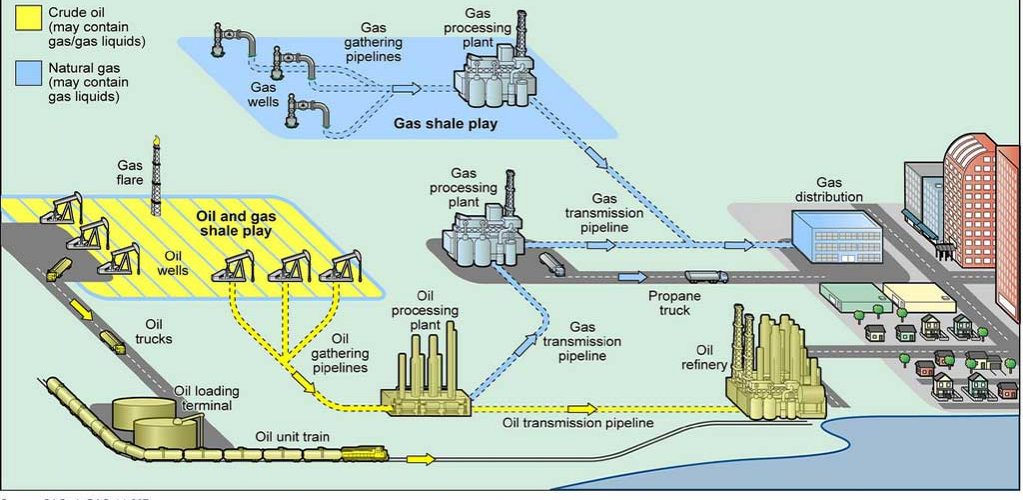 Crude oil
(may contain
gas/gas liquids)
Natural gas
(may contain
gas liquids)
Gas
gathering
pipelines
Gas
processing
plant
Gas
wells
Gas shale play
Gas
flare
Oil and gas
shale play
Oil
wells
Gas
processing
plant
Gas
transmission
pipeline
Gas
distribution
Propane
truck
Oil
trucks
Oil
gathering
pipelines
Oil
processing
plant
Gas
transmission
pipeline
Oil
refinery
Oil loading
terminal
Oil unit train
Oil transmission pipeline